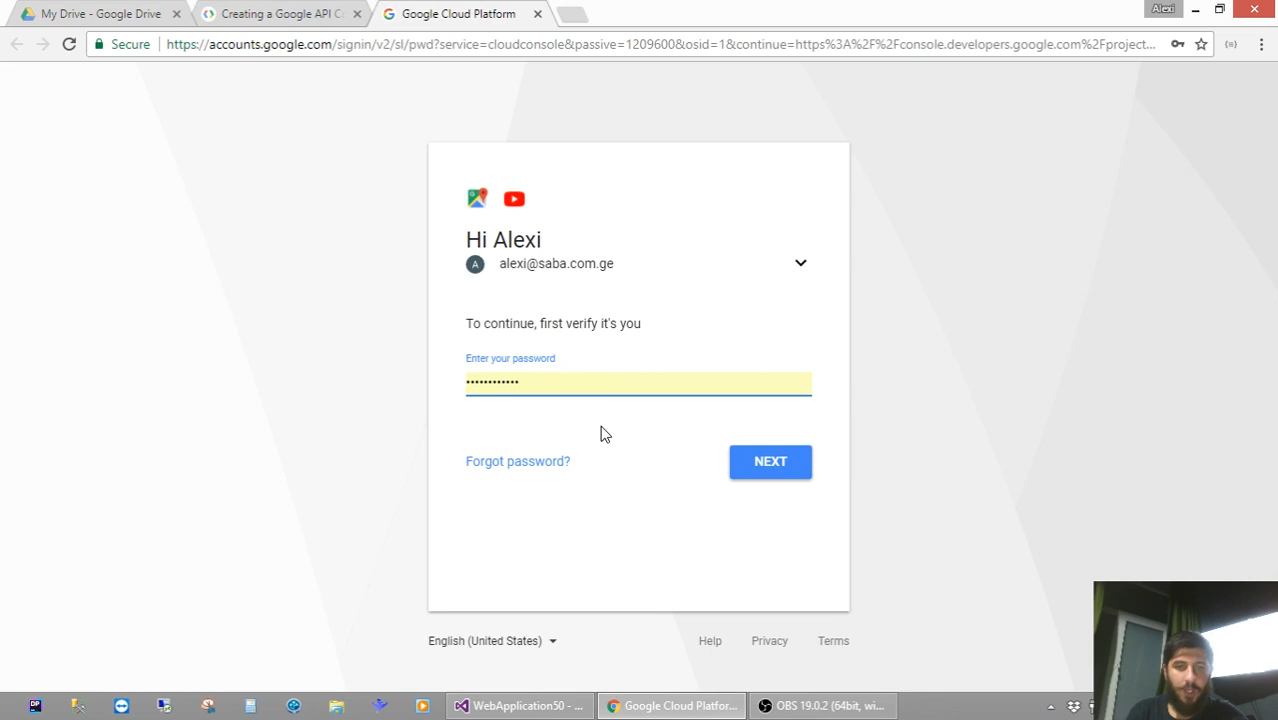 My Drive - Google Drive
Creating a Google API Co
Google Cloud Platform
Alexi
Secure
https://accounts.google.com/signin/v2/sl/pwd?service=cloudconsole&passive=1209600&osid=1&continue=https%3A%2F%2Fconsole.developers.google.com%2Fproject...
Hi Alexi
A
alexi@saba.com.ge
To continue, first verify it's you
Enter your password
••••••••••••
Forgot password?
NEXT
English (United States)
Help
Privacy
Terms
DP
WebApplication50 - ...
Google Cloud Platfor...
OBS 19.0.2 (64bit, wi...